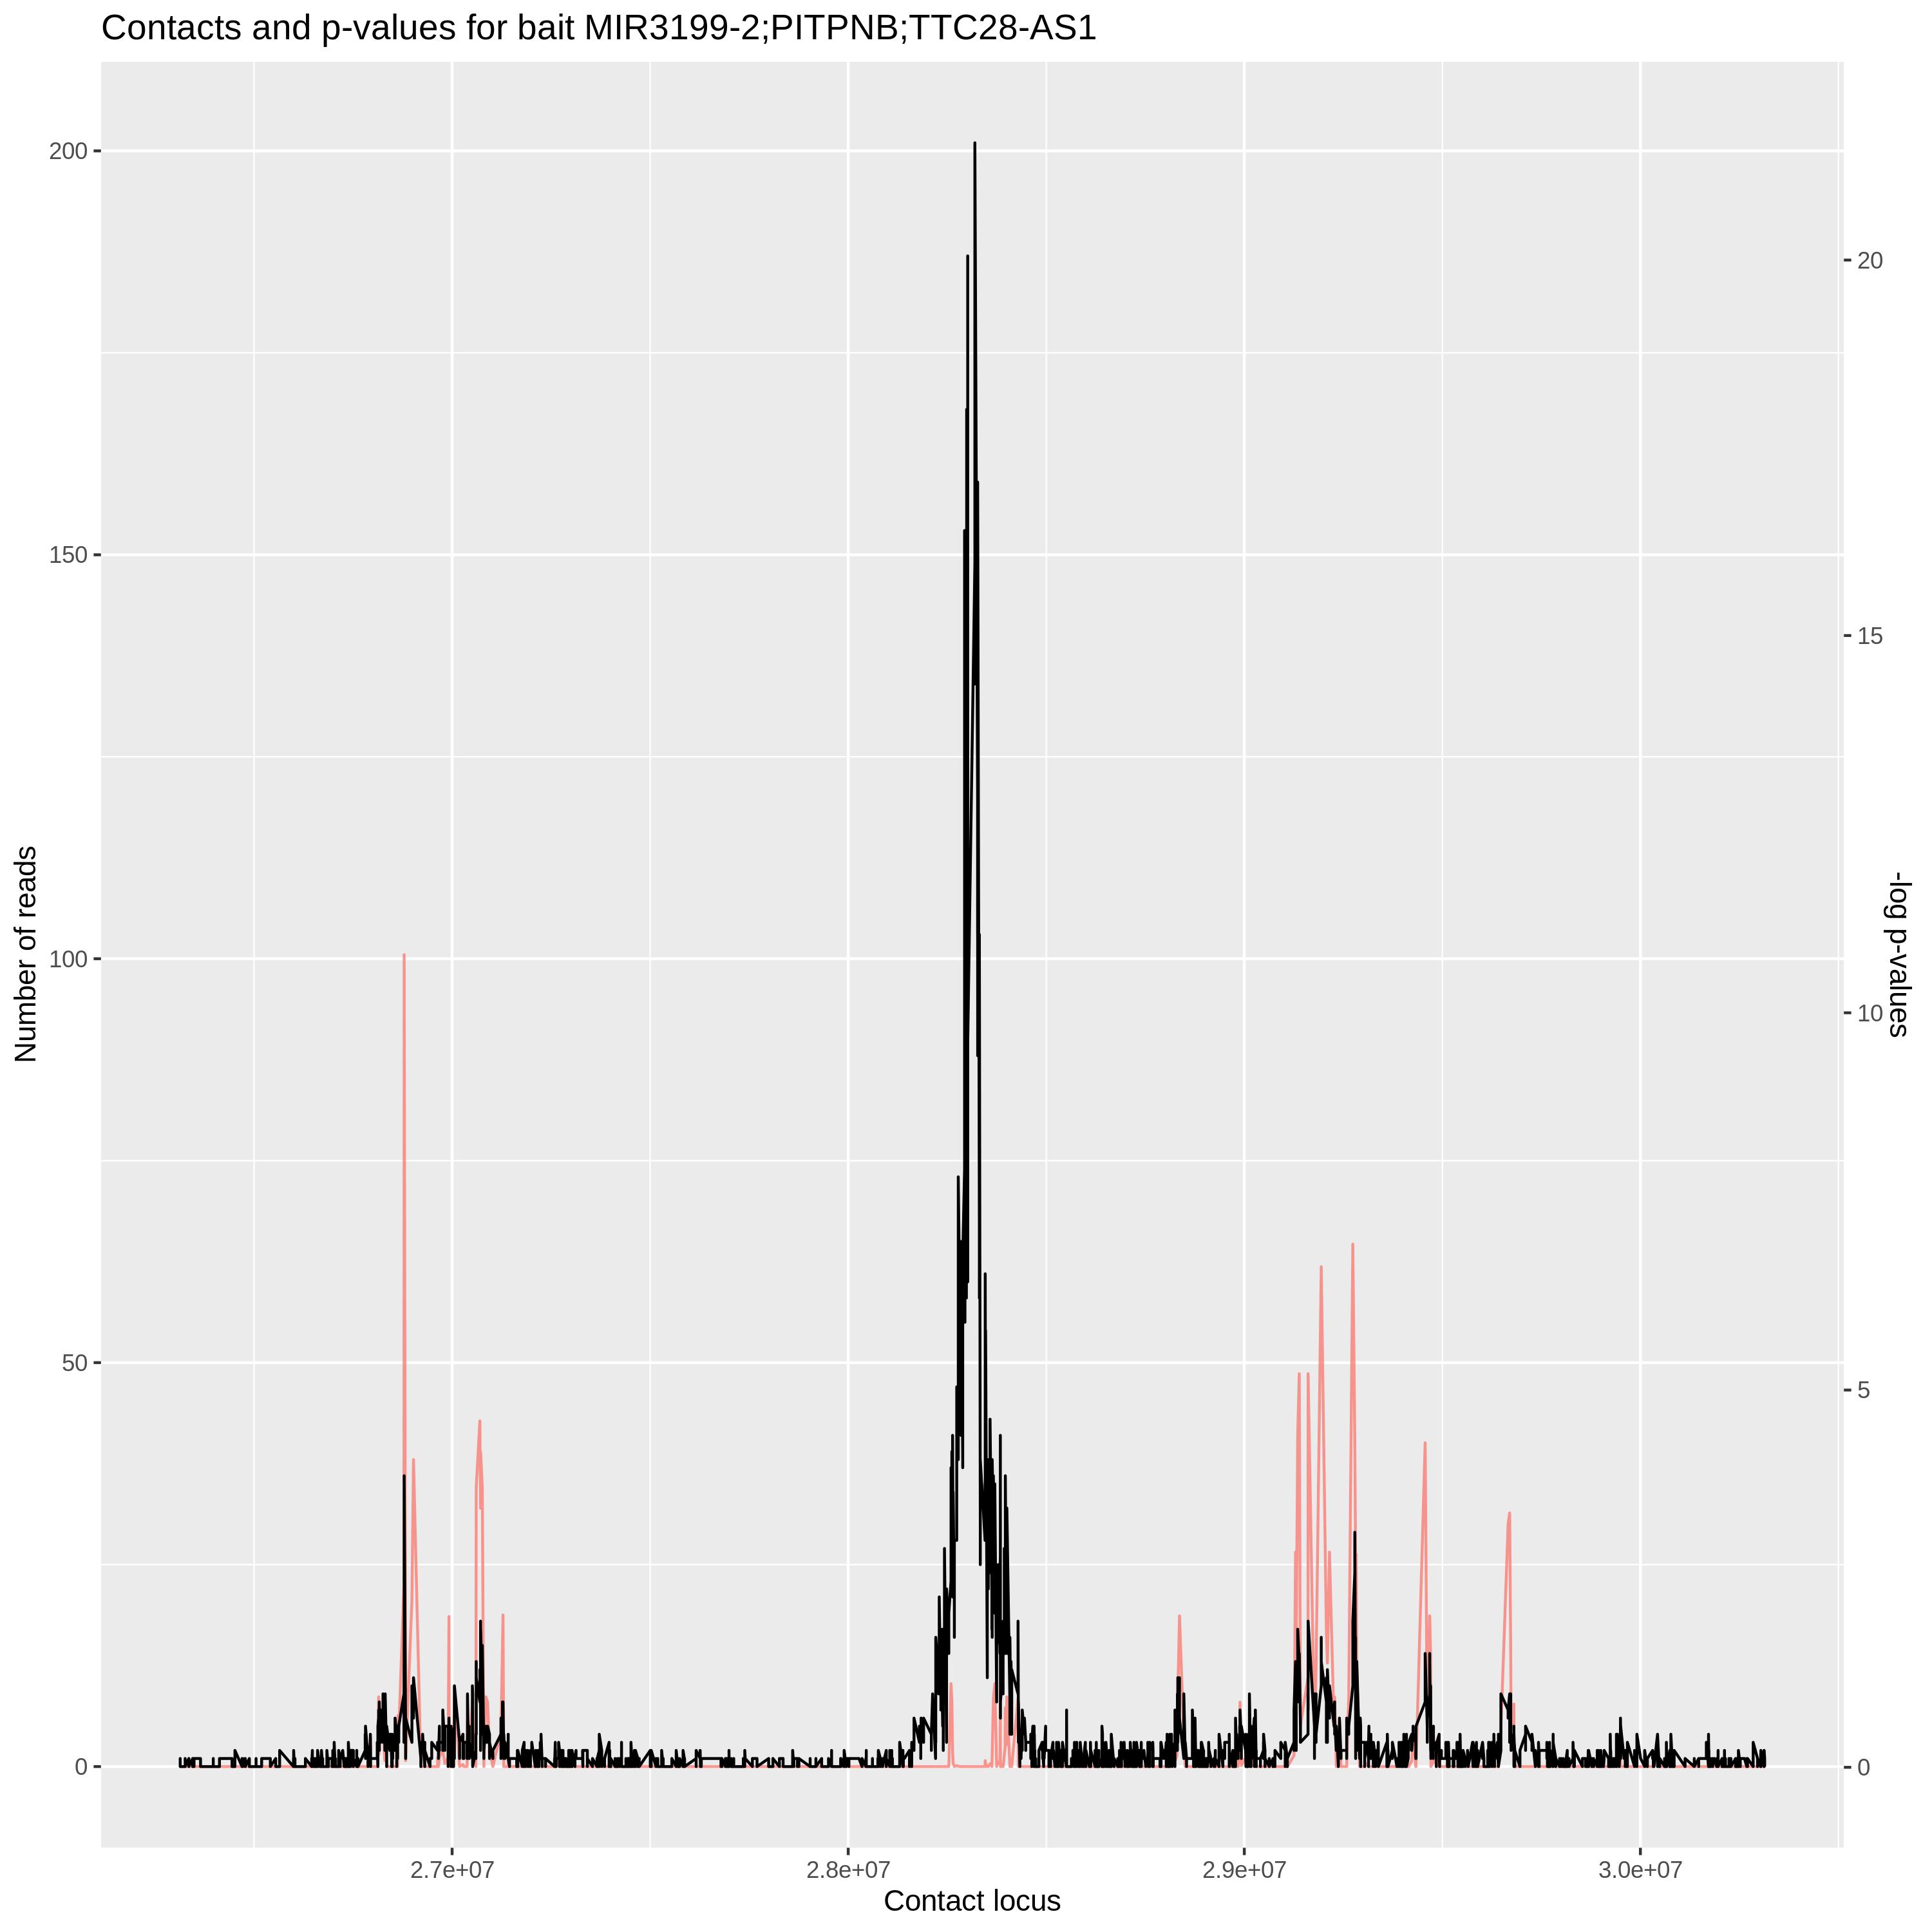 Contacts and p-values for bait MIR3199-2;PITPNB;TTC28-AS1
200
150
100
50
0
Number of reads
20
15
10
5
0
-log p-values
2.7e+07
2.8e+07
2.9e+07
3.0e+07
Contact locus